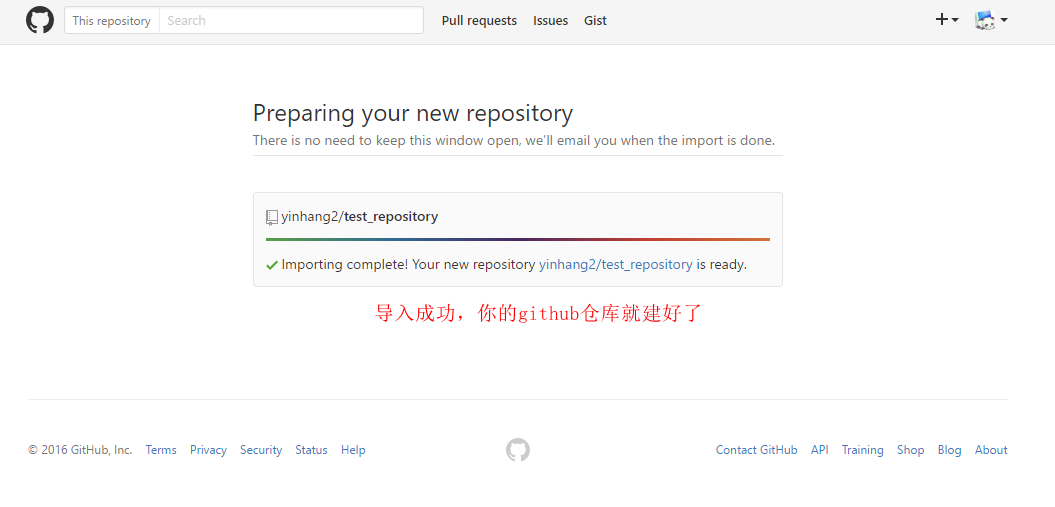 This repository Search Pull requests Issues Gist
Preparing your new repository
There is no need to keep this window open, we'll email you when the import is done.
yinhang2/test_repository
Importing complete! Your new repository yinhang2/test_repository is ready.
导入成功，你的github仓库就建好了
© 2016 GitHub, Inc. Terms Privacy Security Status Help Contact GitHub API Training Shop Blog About